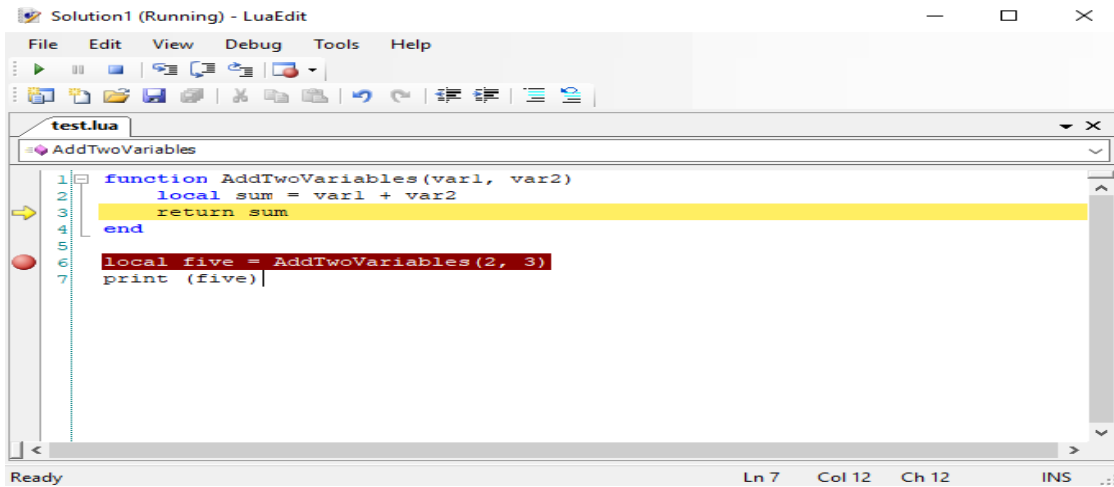 Solution1 (Running) - LuaEdit
File Edit View Debug Tools Help
test.lua
AddTwoVariables
1 function AddTwoVariables(var1, var2)
2 local sum = var1 + var2
3 return sum
4 end
5
6 local five = AddTwoVariables(2, 3)
7 print (five)
Ready Ln 7 Col 12 Ch 12 INS